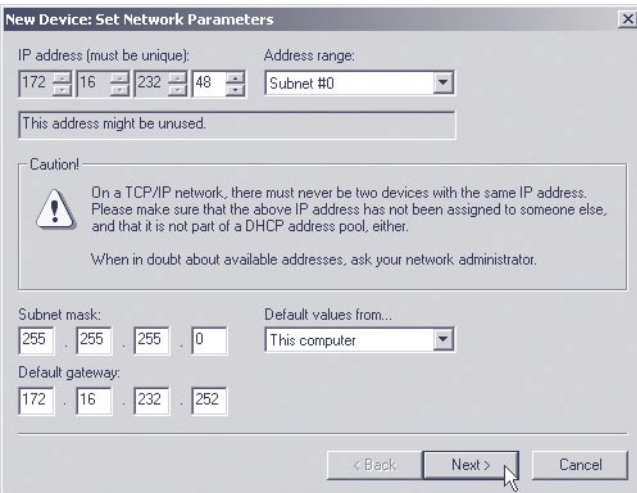 New Device: Set Network Parameters
IP address (must be unique): Address range:
172 16 232 48 Subnet #0
This address might be unused.
Caution!
On a TCP/IP network, there must never be two devices with the same IP address.
Please make sure that the above IP address has not been assigned to someone else,
and that it is not part of a DHCP address pool, either.
When in doubt about available addresses, ask your network administrator.
Subnet mask: Default values from...
255 . 255 . 255 . 0 This computer
Default gateway:
172 . 16 . 232 . 252
< Back Next > Cancel